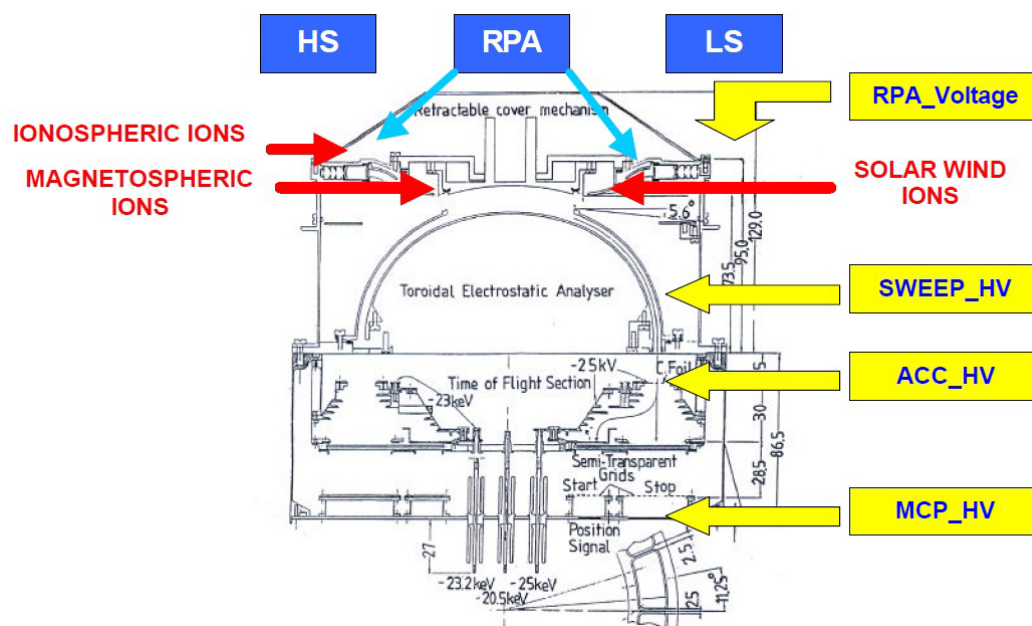 HS
RPA
LS
RPA_Voltage
Retractable cover mechanism
IONOSPHERIC IONS
MAGNETOSPHERIC
IONS
SOLAR WIND
IONS
5.6°
129.0
95.0
73.5
Toroidal Electrostatic Analyser
SWEEP_HV
-25kV
C.Foil
Time of Flight Section
-23keV
ACC_HV
30
86,5
28,5
Semi-Transparent
Grids
Start
Stop
MCP_HV
Position
Signal
27
2.5
-23.2keV
-25keV
-20.5keV
11,25°
25